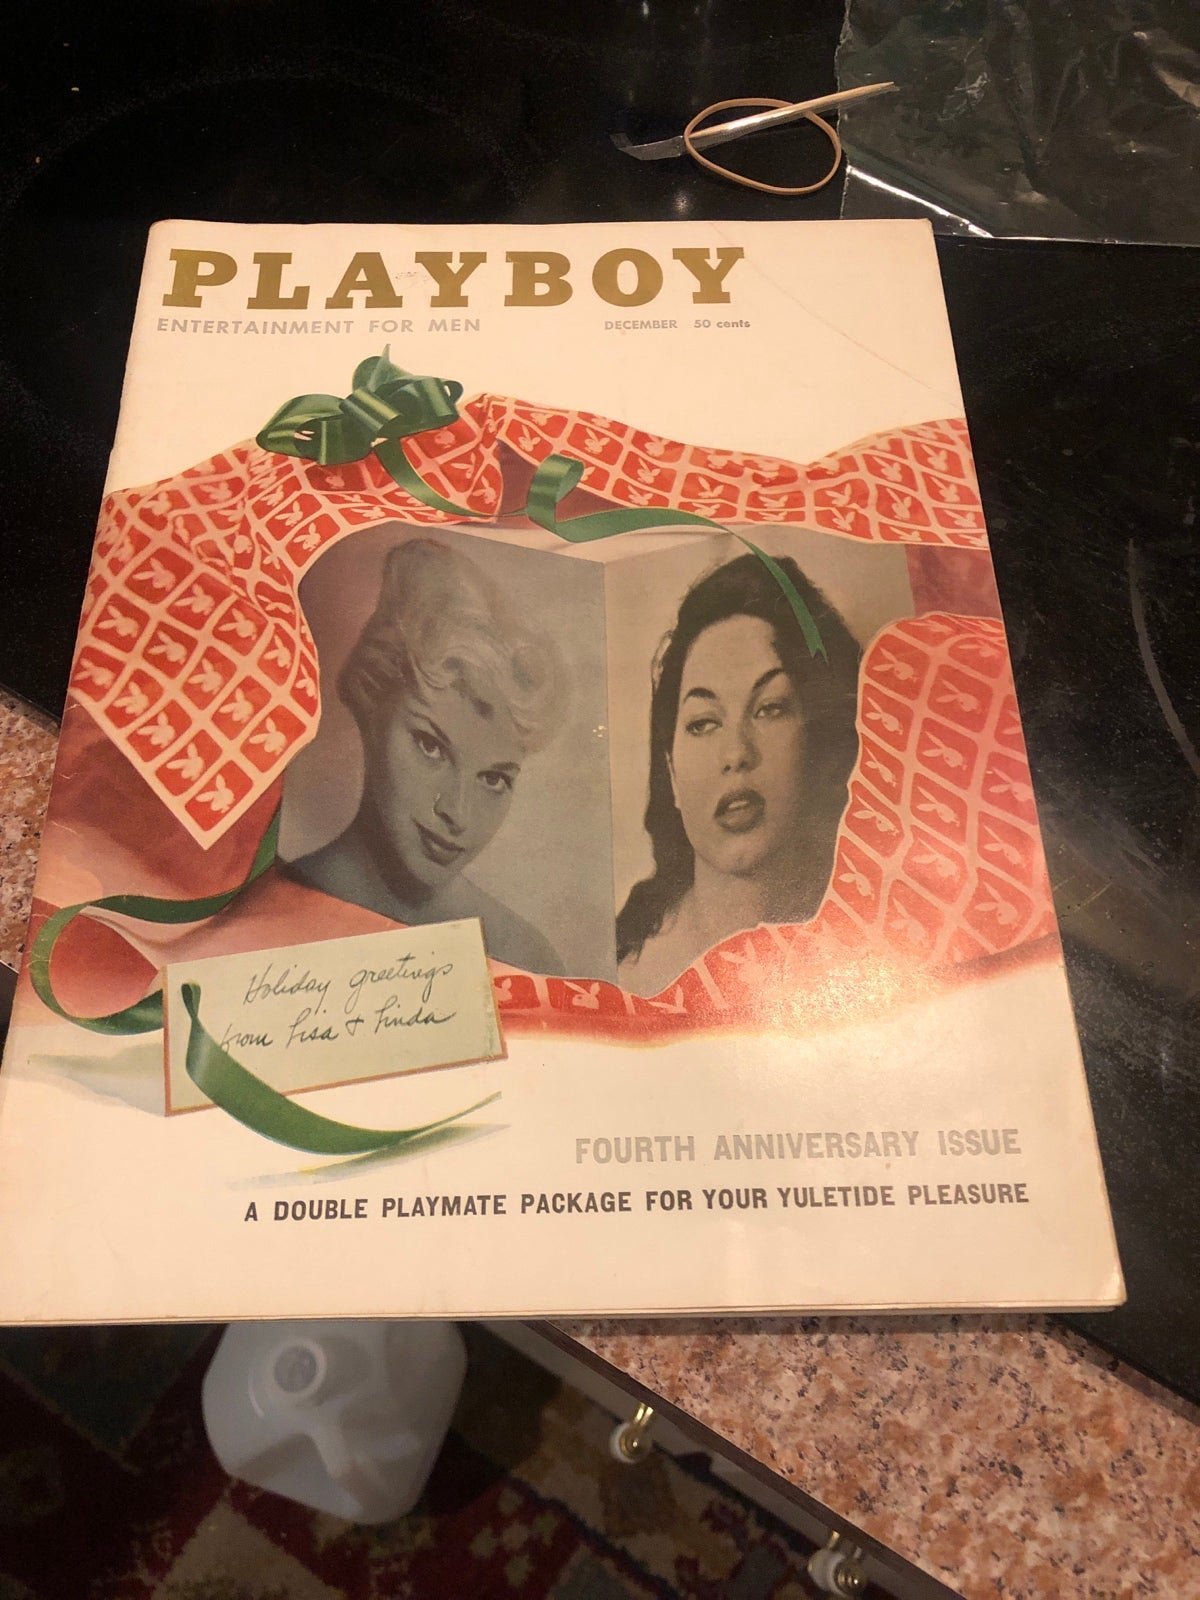 PLAYBOY
ENTERTAINMENT FOR MEN DECEMBER 50 cents
Holiday greetings
from Lisa & Linda
FOURTH ANNIVERSARY ISSUE
A DOUBLE PLAYMATE PACKAGE FOR YOUR YULETIDE PLEASURE